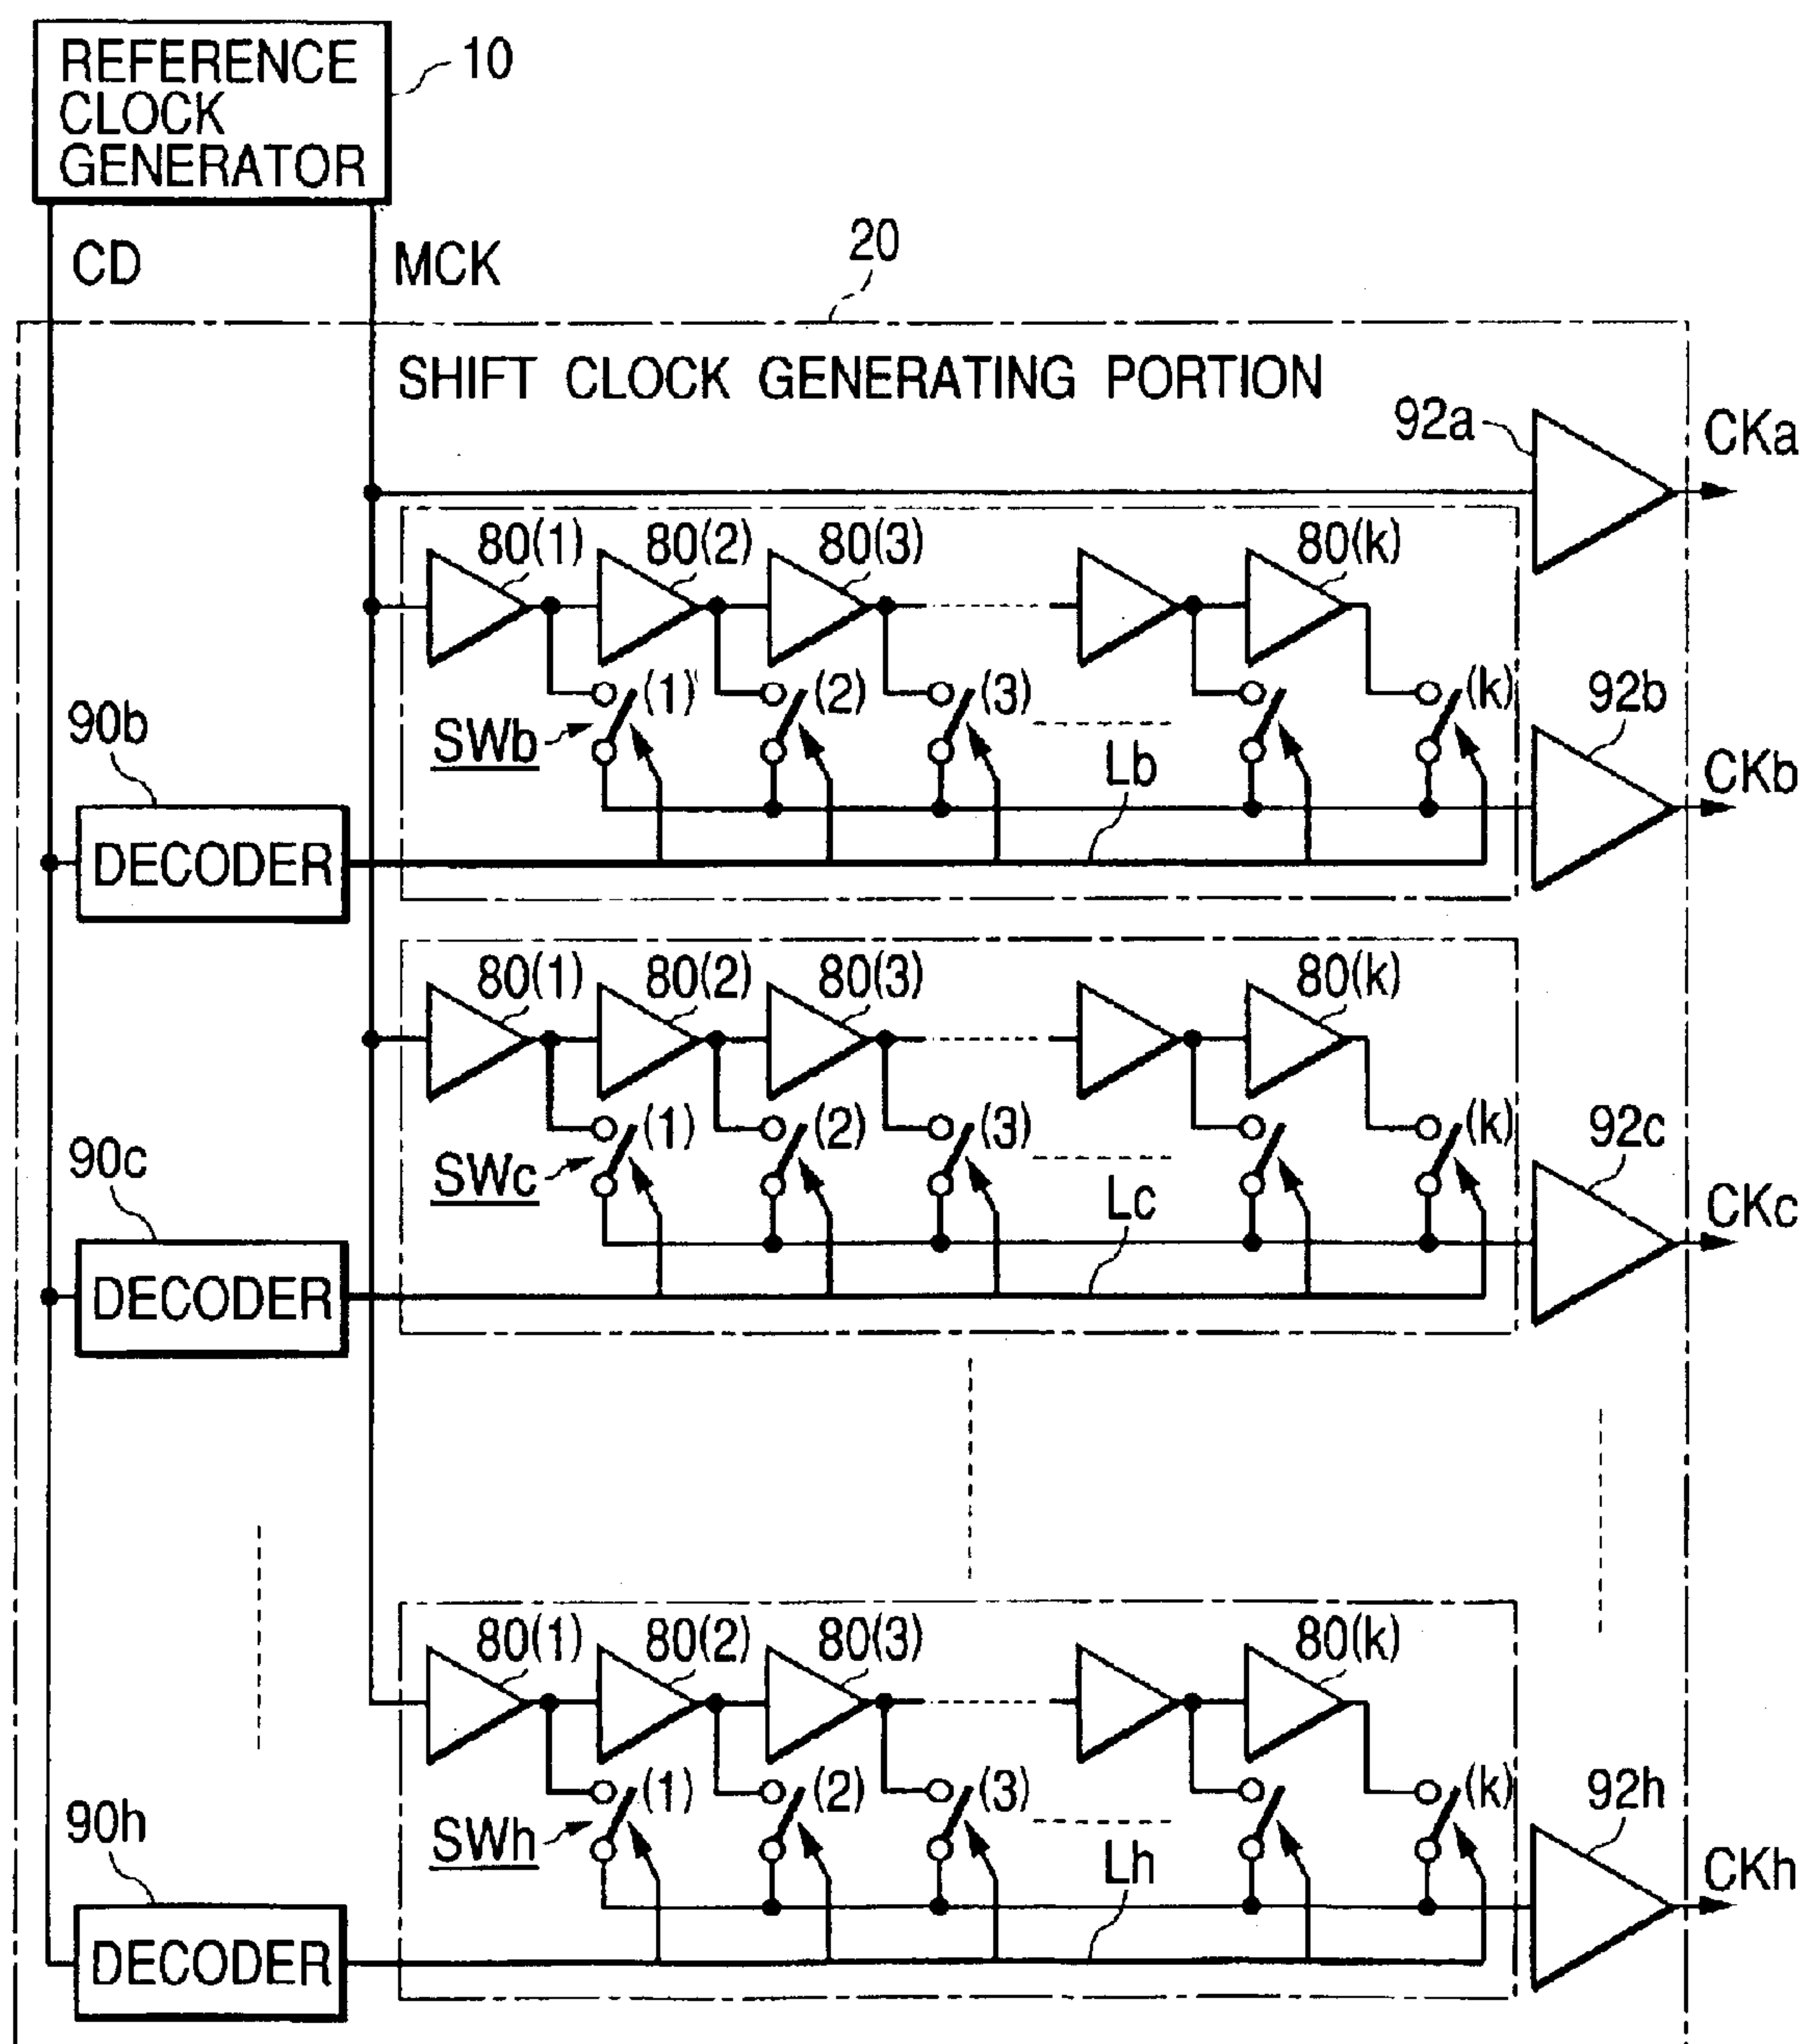 REFERENCE
CLOCK
GENERATOR
10
CD
MCK
20
SHIFT CLOCK GENERATING PORTION
92a
CKa
80(1)
80(2)
80(3)
80(k)
(1)
(2)
(3)
(k)
SWb
Lb
90b
DECODER
92b
CKb
80(1)
80(2)
80(3)
80(k)
(1)
(2)
(3)
(k)
SWc
Lc
90c
DECODER
92c
CKc
80(1)
80(2)
80(3)
80(k)
(1)
(2)
(3)
(k)
SWh
Lh
90h
DECODER
92h
CKh